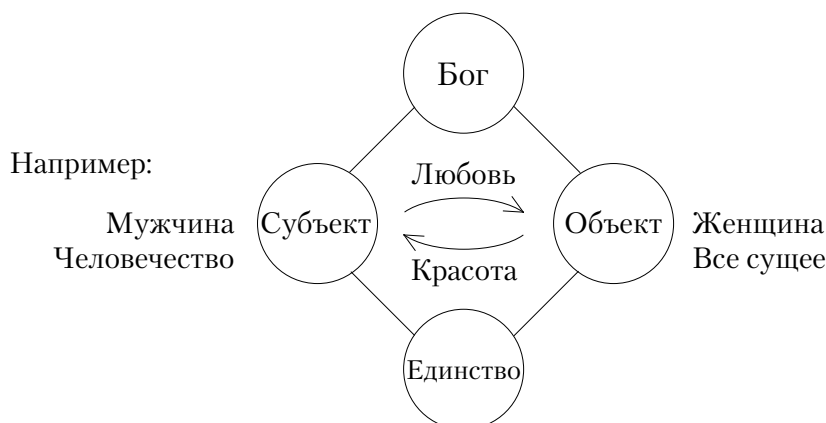 Бог
Например:
Любовь
Мужчина
Человечество
Субъект
Объект
Женщина
Все сущее
Красота
Единство